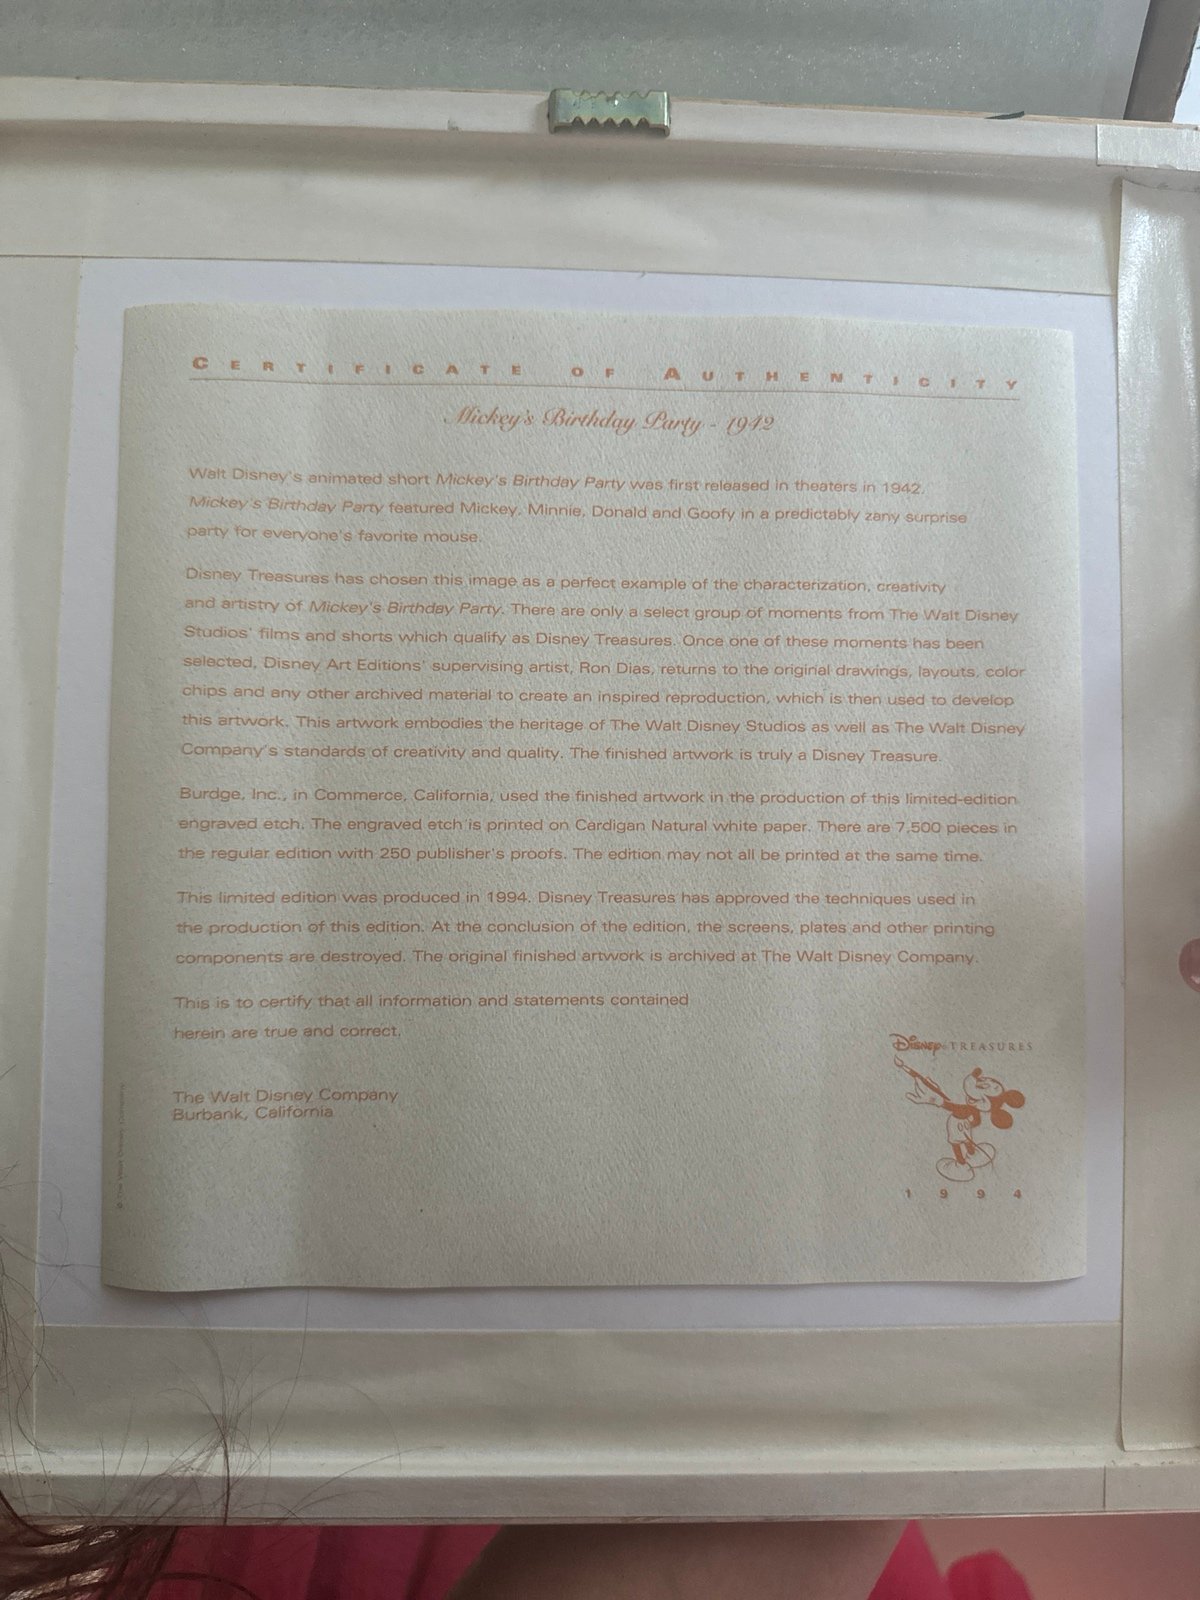 CERTIFICATE OF AUTHENTICITY
Mickey's Birthday Party - 1942
Walt Disney's animated short Mickey's Birthday Party was first released in theaters in 1942.
Mickey's Birthday Party featured Mickey, Minnie, Donald and Goofy in a predictably zany surprise
party for everyone's favorite mouse.
Disney Treasures has chosen this image as a perfect example of the characterization, creativity
and artistry of Mickey's Birthday Party. There are only a select group of moments from The Walt Disney
Studios' films and shorts which qualify as Disney Treasures. Once one of these moments has been
selected, Disney Art Editions' supervising artist, Ron Dias, returns to the original drawings, layouts, color
chips and any other archived material to create an inspired reproduction, which is then used to develop
this artwork. This artwork embodies the heritage of The Walt Disney Studios as well as The Walt Disney
Company's standards of creativity and quality. The finished artwork is truly a Disney Treasure.
Burdge, Inc., in Commerce, California, used the finished artwork in the production of this limited-edition
engraved etch. The engraved etch is printed on Cardigan Natural white paper. There are 7,500 pieces in
the regular edition with 250 publisher's proofs. The edition may not all be printed at the same time.
This limited edition was produced in 1994. Disney Treasures has approved the techniques used in
the production of this edition. At the conclusion of the edition, the screens, plates and other printing
components are destroyed. The original finished artwork is archived at The Walt Disney Company.
This is to certify that all information and statements contained
herein are true and correct.
The Walt Disney Company
Burbank, California
© The Walt Disney Company
Disney TREASURES
1994